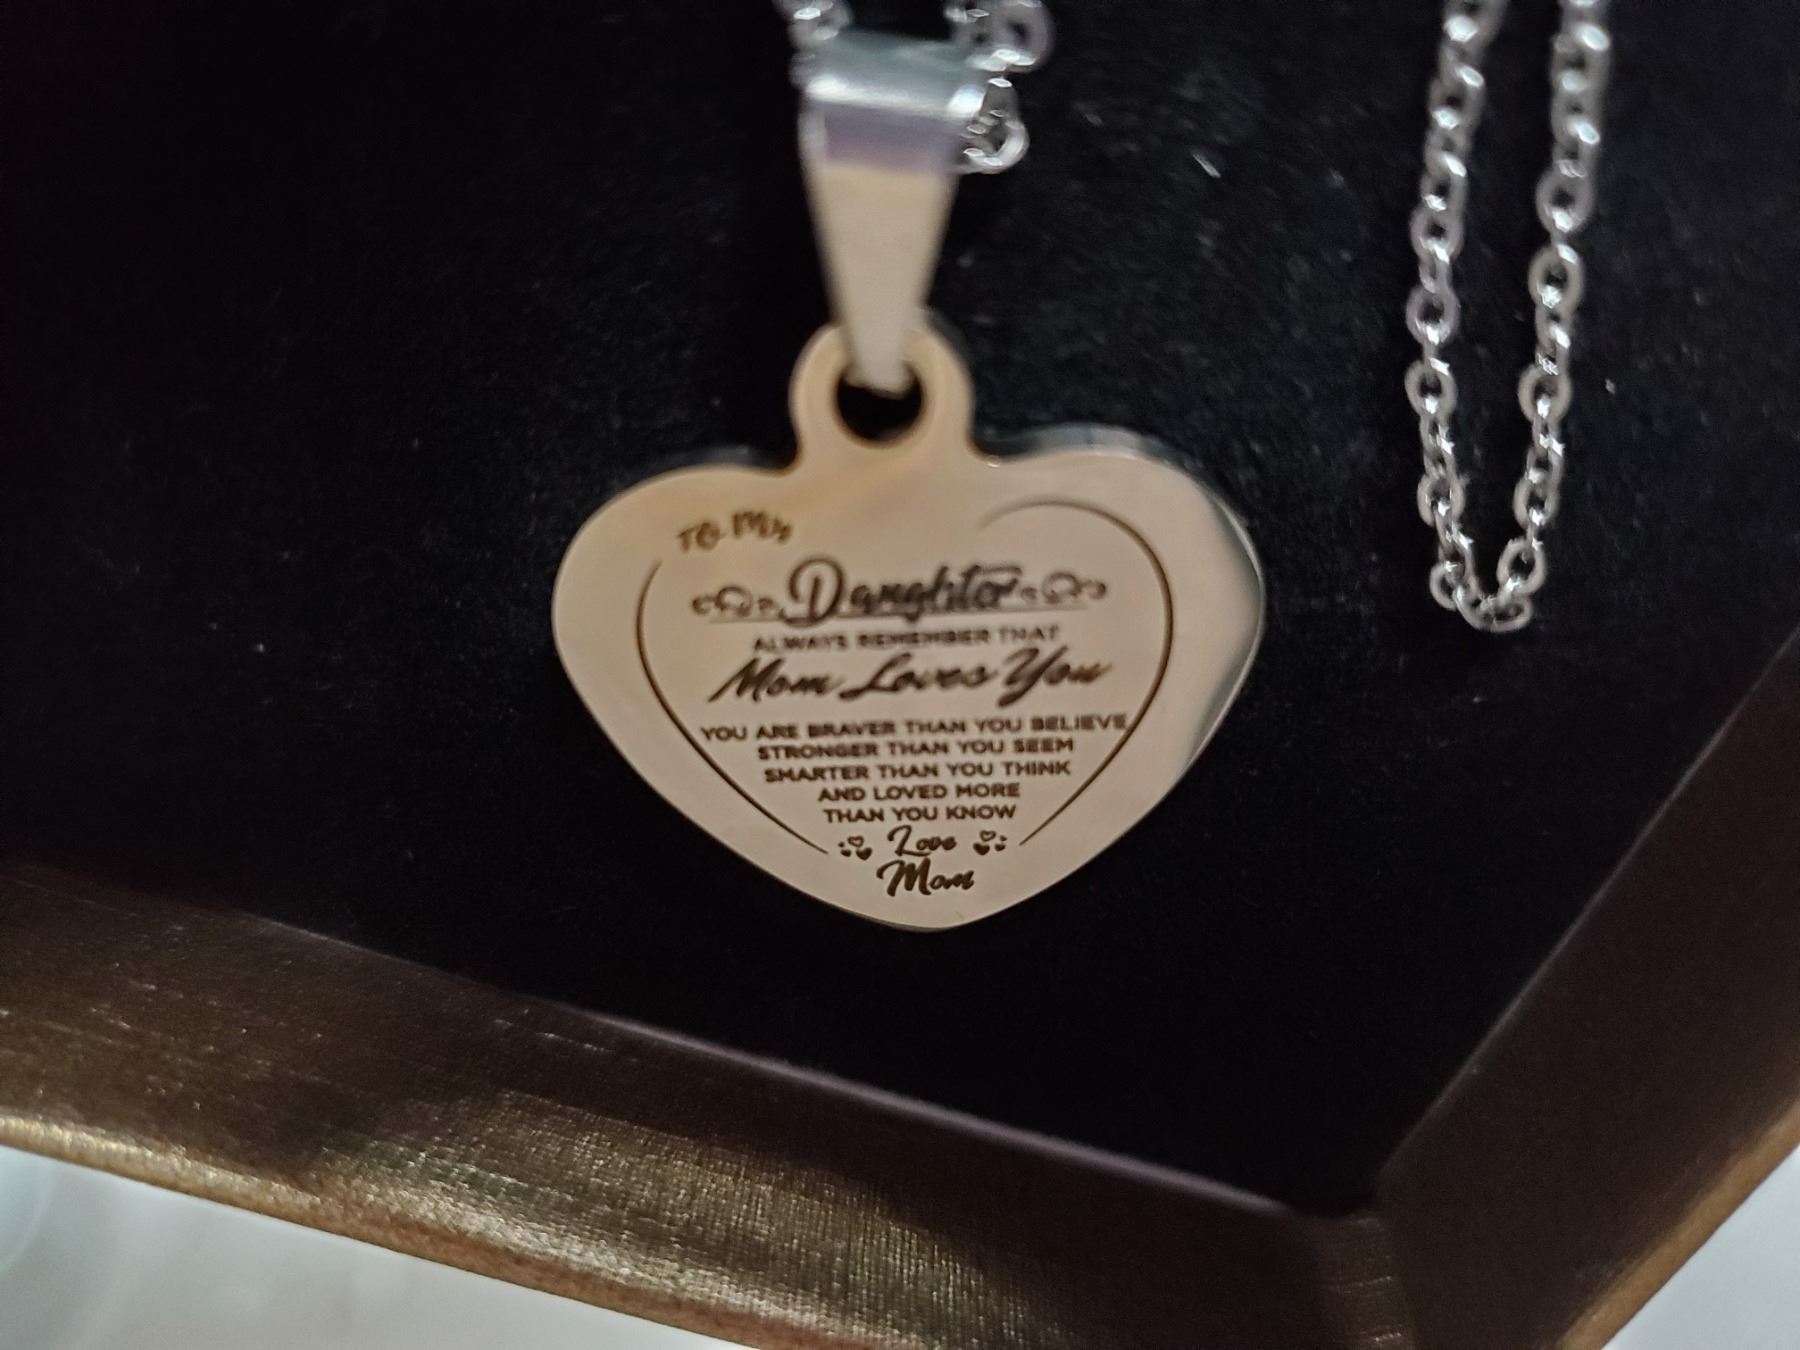 TO MY
Daughter
ALWAYS REMEMBER THAT
Mom Loves You
YOU ARE BRAVER THAN YOU BELIEVE
STRONGER THAN YOU SEEM
SMARTER THAN YOU THINK
AND LOVED MORE
THAN YOU KNOW
Love
Mom